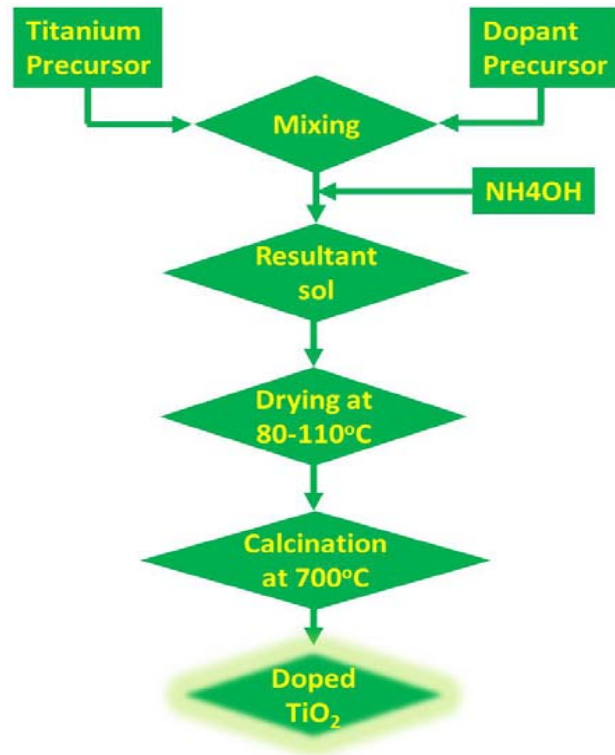 Titanium
Precursor
Dopant
Precursor
Mixing
NH4OH
Resultant
sol
Drying at
80-110°C
Calcination
at 700°C
Doped
TiO₂